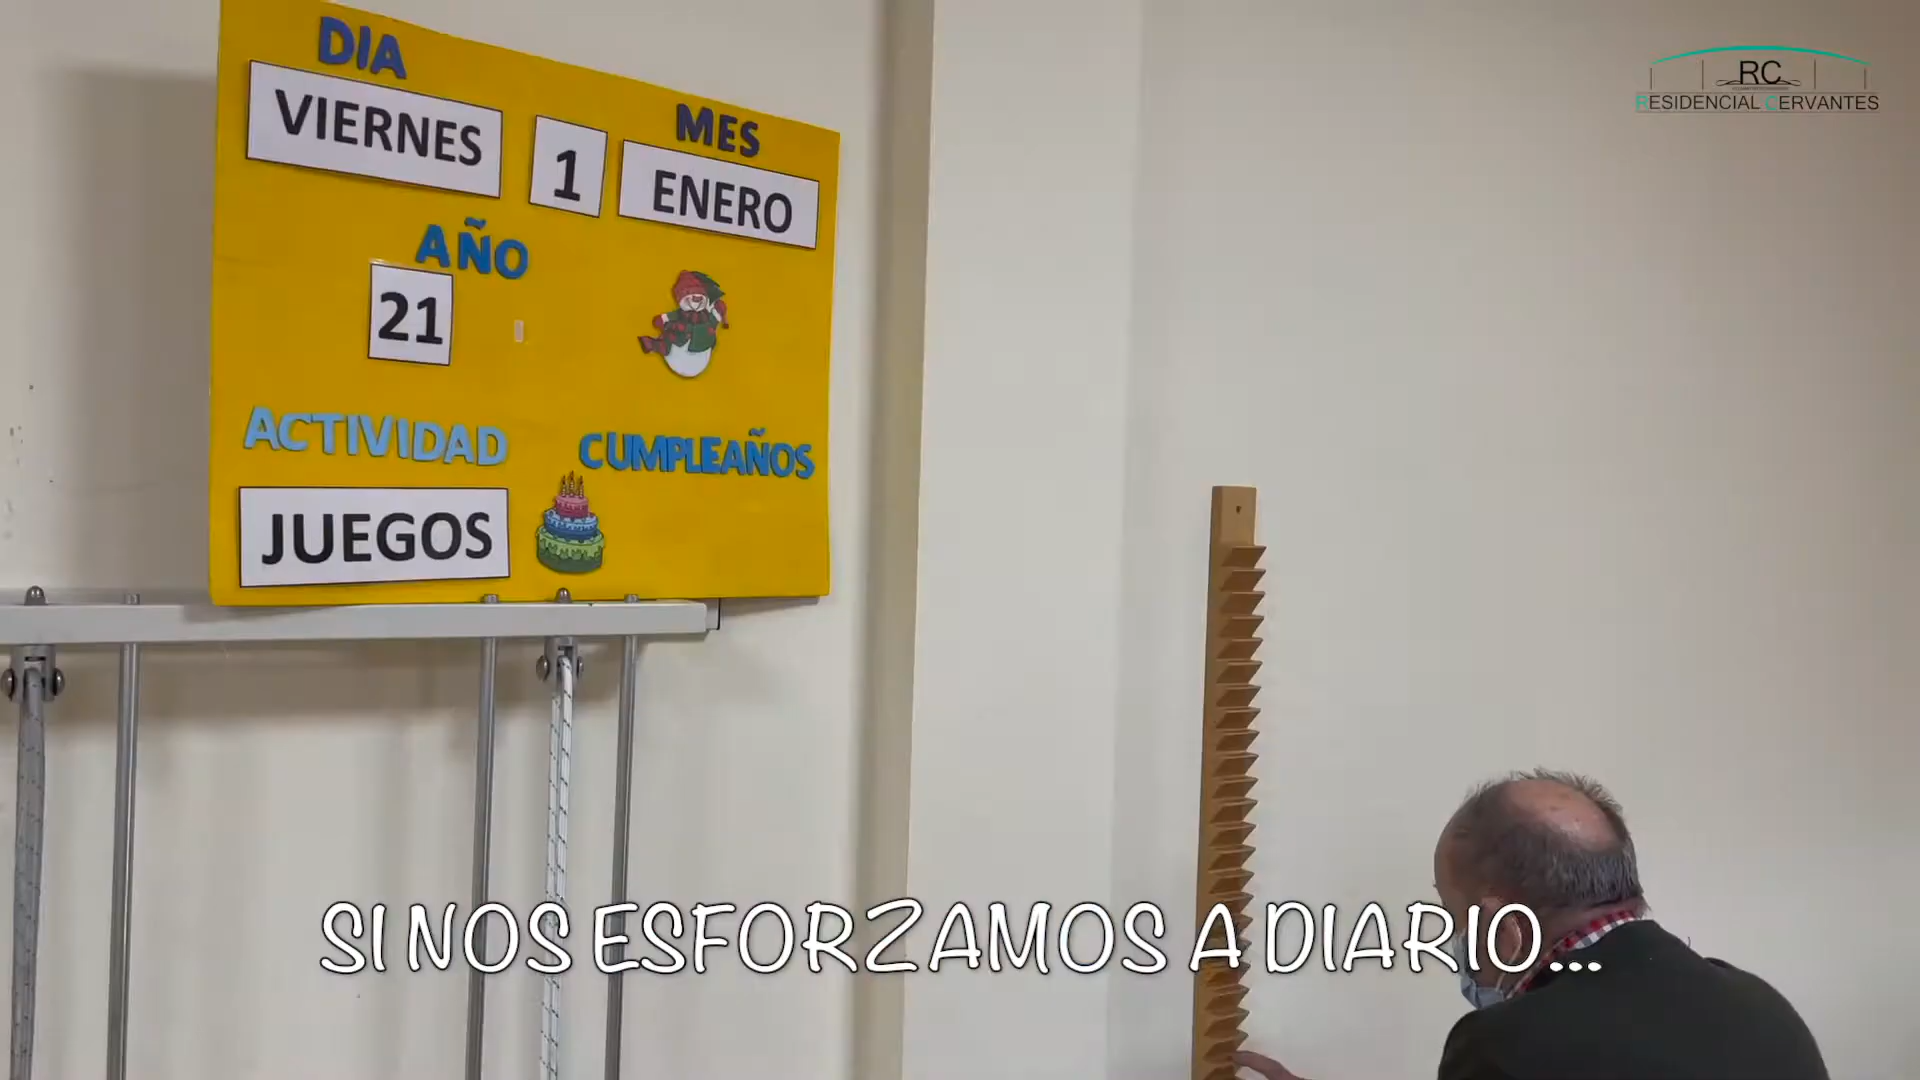 DIA
VIERNES
1
MES
ENERO
AÑO
21
ACTIVIDAD
CUMPLEAÑOS
JUEGOS
RC
RESIDENCIAL CERVANTES
SI NOS ESFORZAMOS A DIARIO...